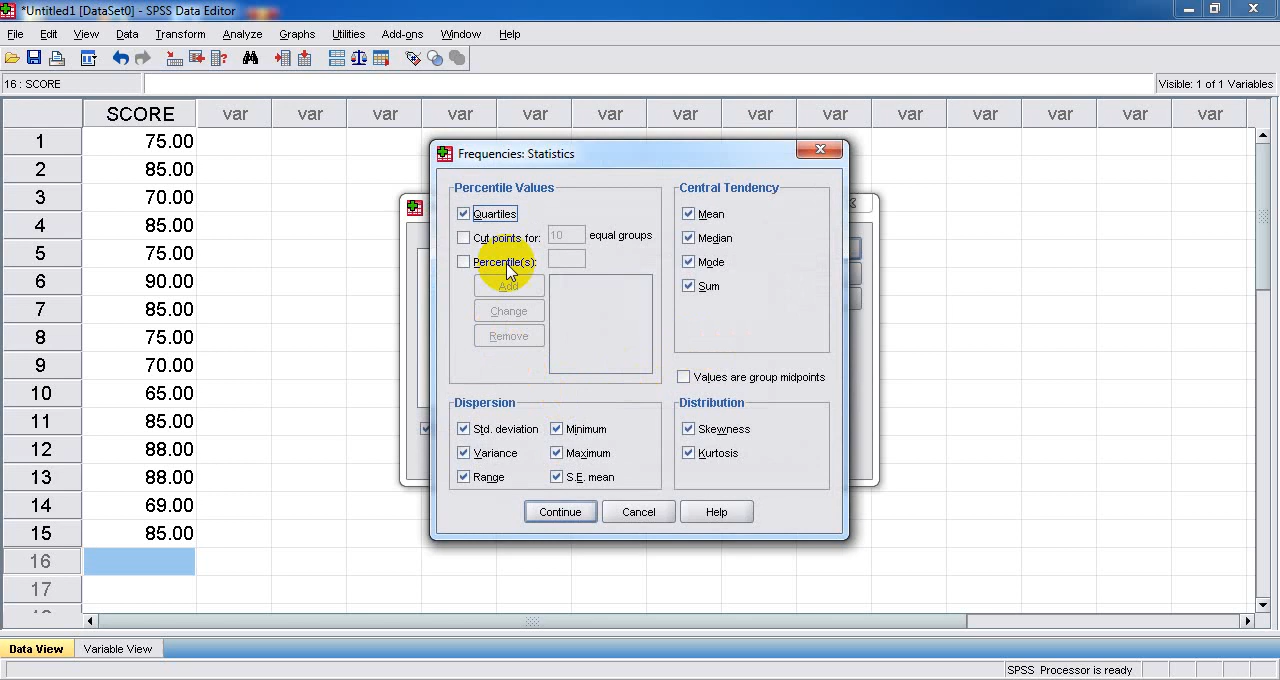 *Untitled1 [DataSet0] - SPSS Data Editor
File Edit View Data Transform Analyze Graphs Utilities Add-ons Window Help
16 : SCORE Visible: 1 of 1 Variables
SCORE var var var var var var var var var var var var var var
1 75.00
2 85.00
3 70.00
4 85.00
5 75.00
6 90.00
7 85.00
8 75.00
9 70.00
10 65.00
11 85.00
12 88.00
13 88.00
14 69.00
15 85.00
16
17
Frequencies: Statistics
Percentile Values
Quartiles
Cut points for: 10 equal groups
Percentile(s):
Add
Change
Remove
Central Tendency
Mean
Median
Mode
Sum
Values are group midpoints
Dispersion
Std. deviation Minimum
Variance Maximum
Range S.E. mean
Distribution
Skewness
Kurtosis
Continue Cancel Help
Data View Variable View
SPSS Processor is ready